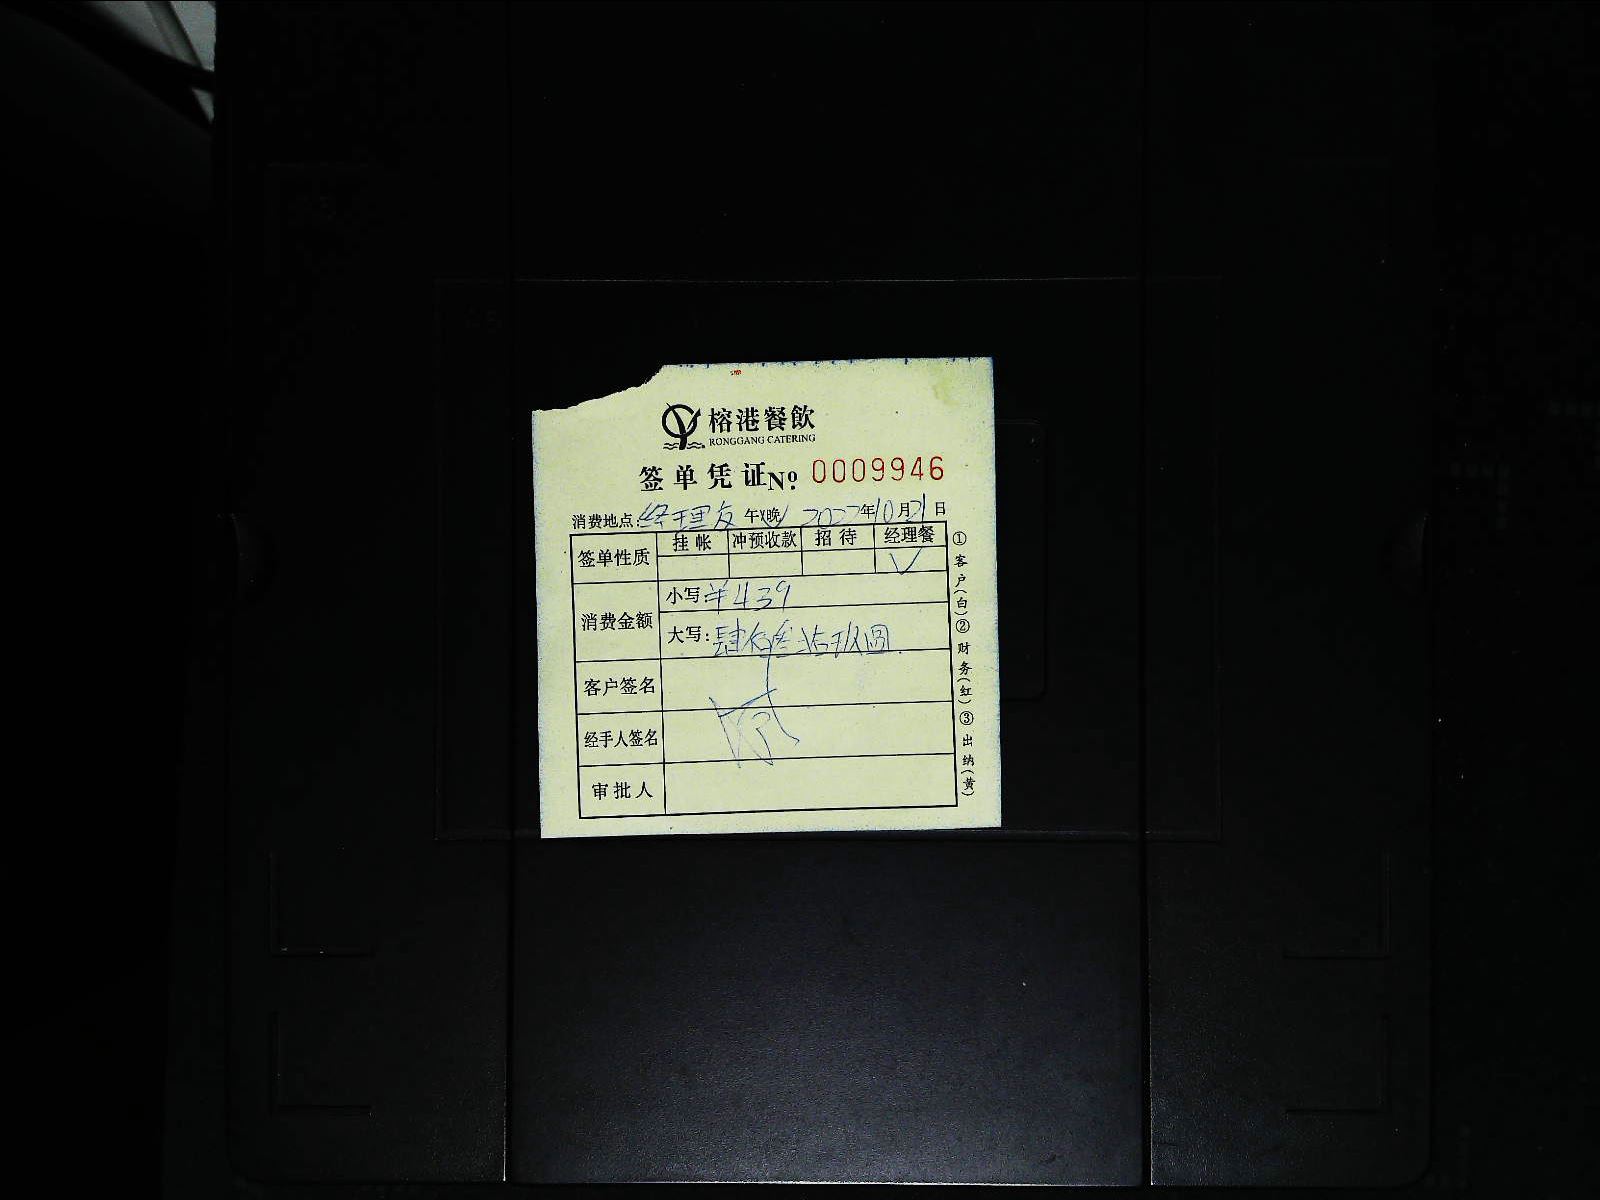 榕港餐飲
RONGGANG CATERING
签单凭证 No. 0009946
消费地点: 经理友 午/晚 2022年10月21日
签单性质 挂帐 冲预收款 招待 经理餐
✓
消费金额 小写: ¥439
大写: 肆佰叁拾玖圆
客户签名
经手人签名
审批人
①客户(白)②财务(红)③出纳(黄)